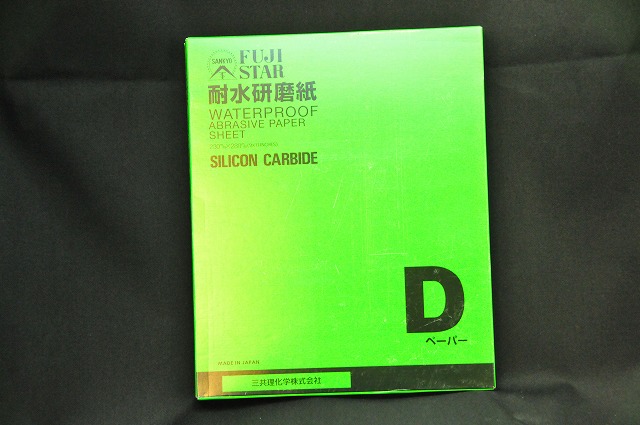 SANKYO
FUJI
STAR
耐水研磨紙
WATERPROOF
ABRASIVE PAPER
SHEET
SILICON CARBIDE
D
ペーパー
MADE IN JAPAN
三共理化学株式会社